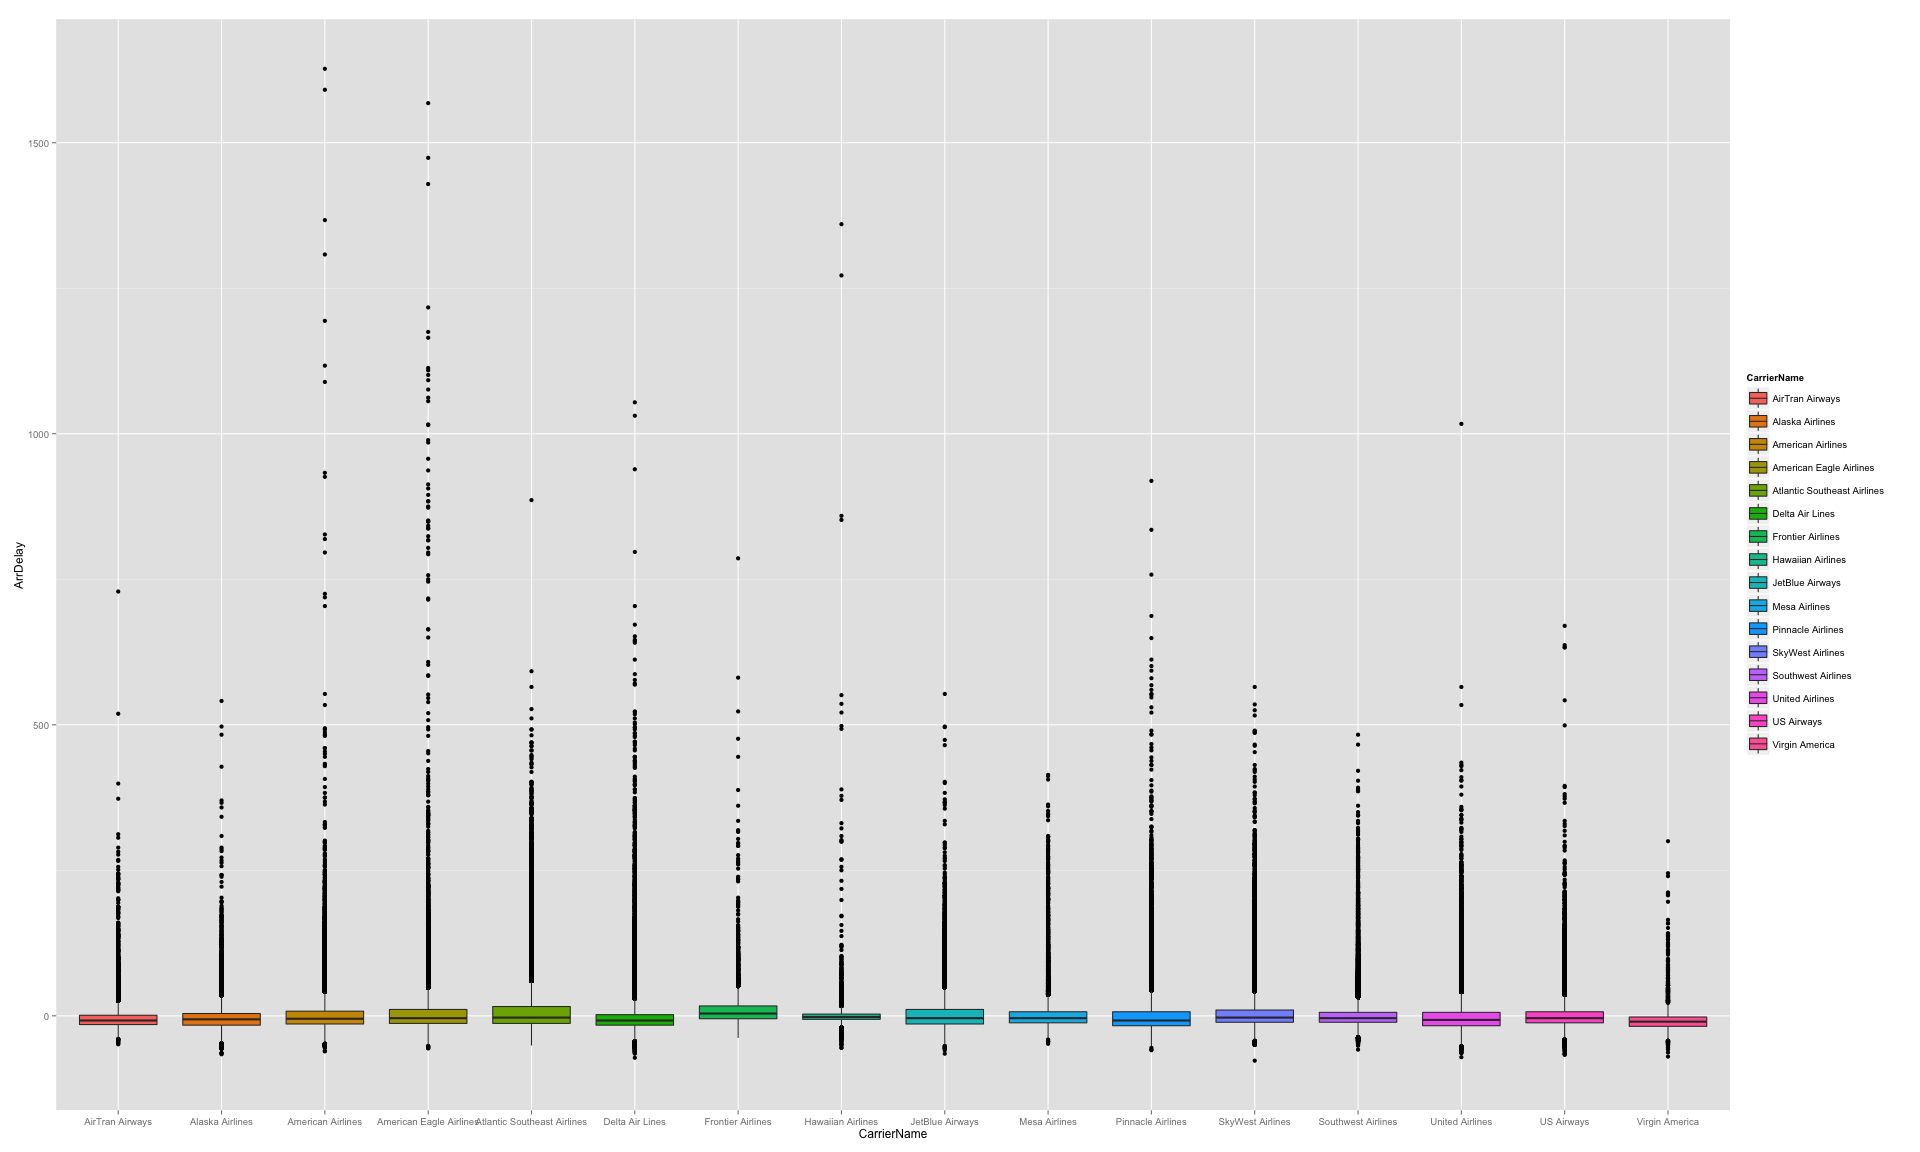 1500
1000
500
0
ArrDelay
AirTran Airways
Alaska Airlines
American Airlines
American Eagle Airlines
Atlantic Southeast Airlines
Delta Air Lines
Frontier Airlines
Hawaiian Airlines
JetBlue Airways
Mesa Airlines
Pinnacle Airlines
SkyWest Airlines
Southwest Airlines
United Airlines
US Airways
Virgin America
CarrierName
CarrierName
AirTran Airways
Alaska Airlines
American Airlines
American Eagle Airlines
Atlantic Southeast Airlines
Delta Air Lines
Frontier Airlines
Hawaiian Airlines
JetBlue Airways
Mesa Airlines
Pinnacle Airlines
SkyWest Airlines
Southwest Airlines
United Airlines
US Airways
Virgin America